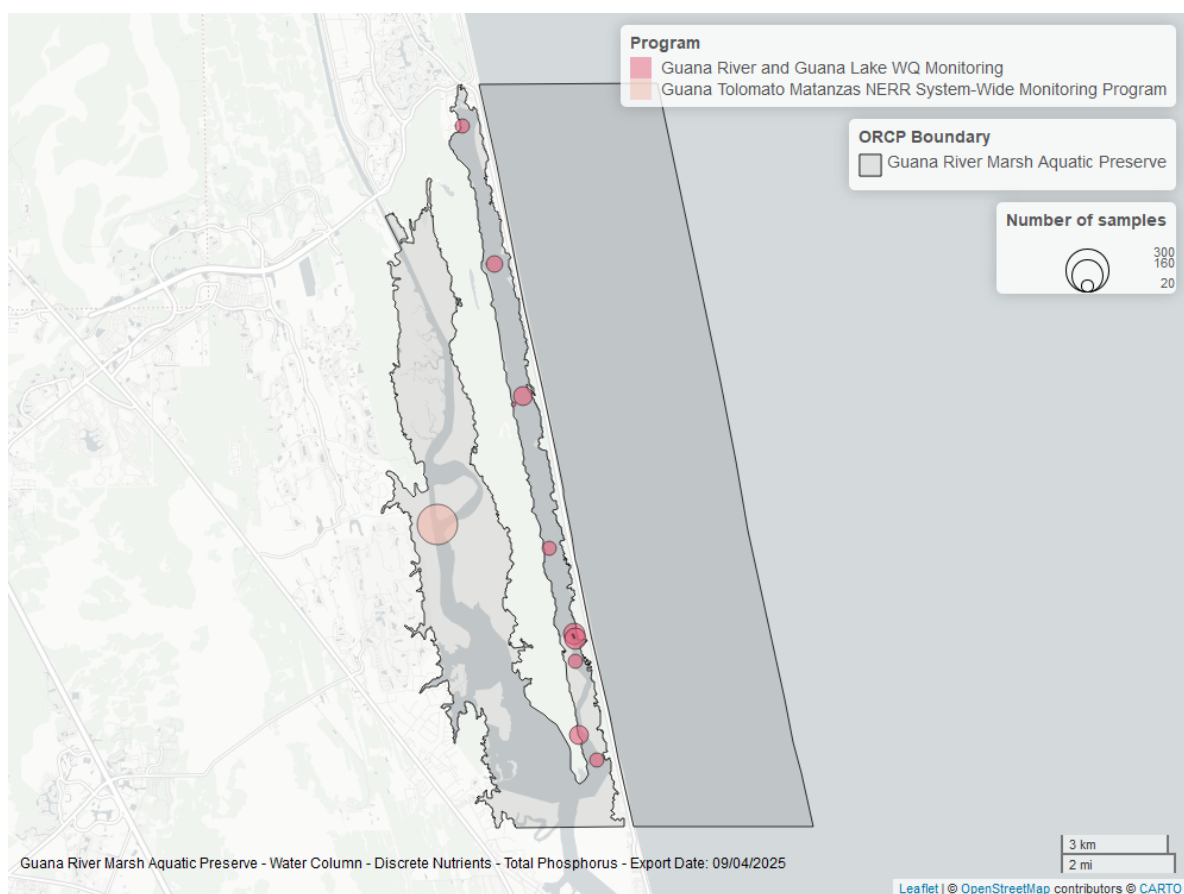 Program
Guana River and Guana Lake WQ Monitoring
Guana Tolomato Matanzas NERR System-Wide Monitoring Program
ORCP Boundary
Guana River Marsh Aquatic Preserve
Number of samples
300
160
20
3 km
2 mi
Guana River Marsh Aquatic Preserve - Water Column - Discrete Nutrients - Total Phosphorus - Export Date: 09/04/2025
Leaflet | © OpenStreetMap contributors © CARTO